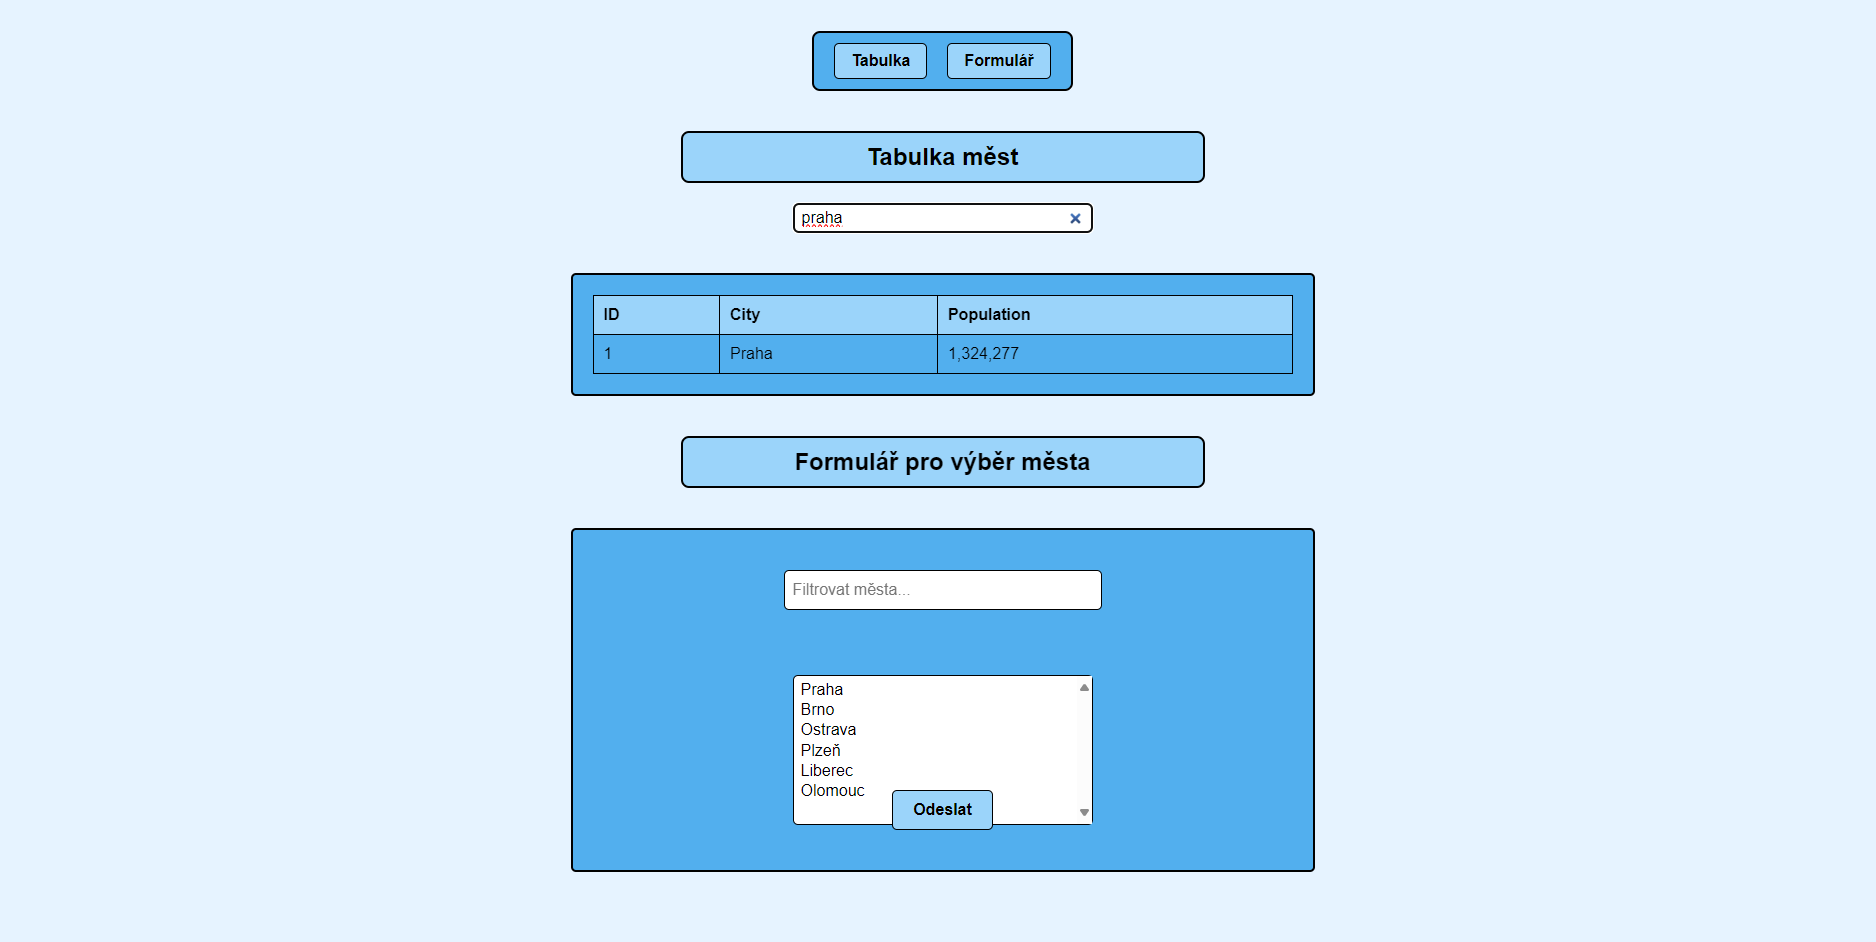 Tabulka Formulář
Tabulka měst
praha
ID City Population
1 Praha 1,324,277
Formulář pro výběr města
Filtrovat města...
Praha
Brno
Ostrava
Plzeň
Liberec
Olomouc
Odeslat